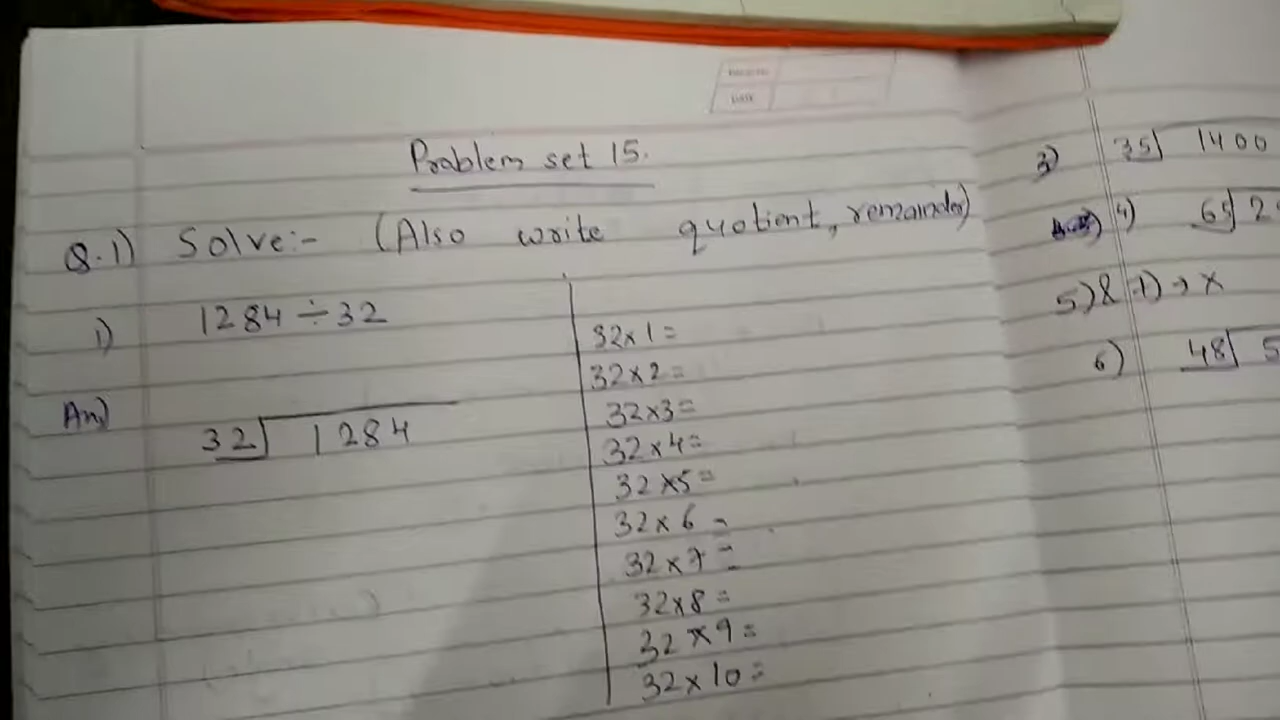 DATE
Problem set 15.
Q.1) Solve:- (Also write quotient, remainder)
1) 1284 ÷ 32
Ans)
32) 1284
32×1=
32×2=
32×3=
32×4=
32×5=
32×6=
32×7=
32×8=
32×9=
32×10=
3) 35) 1400
4) 65) 2
5) Q.1) → X
6) 48) 5